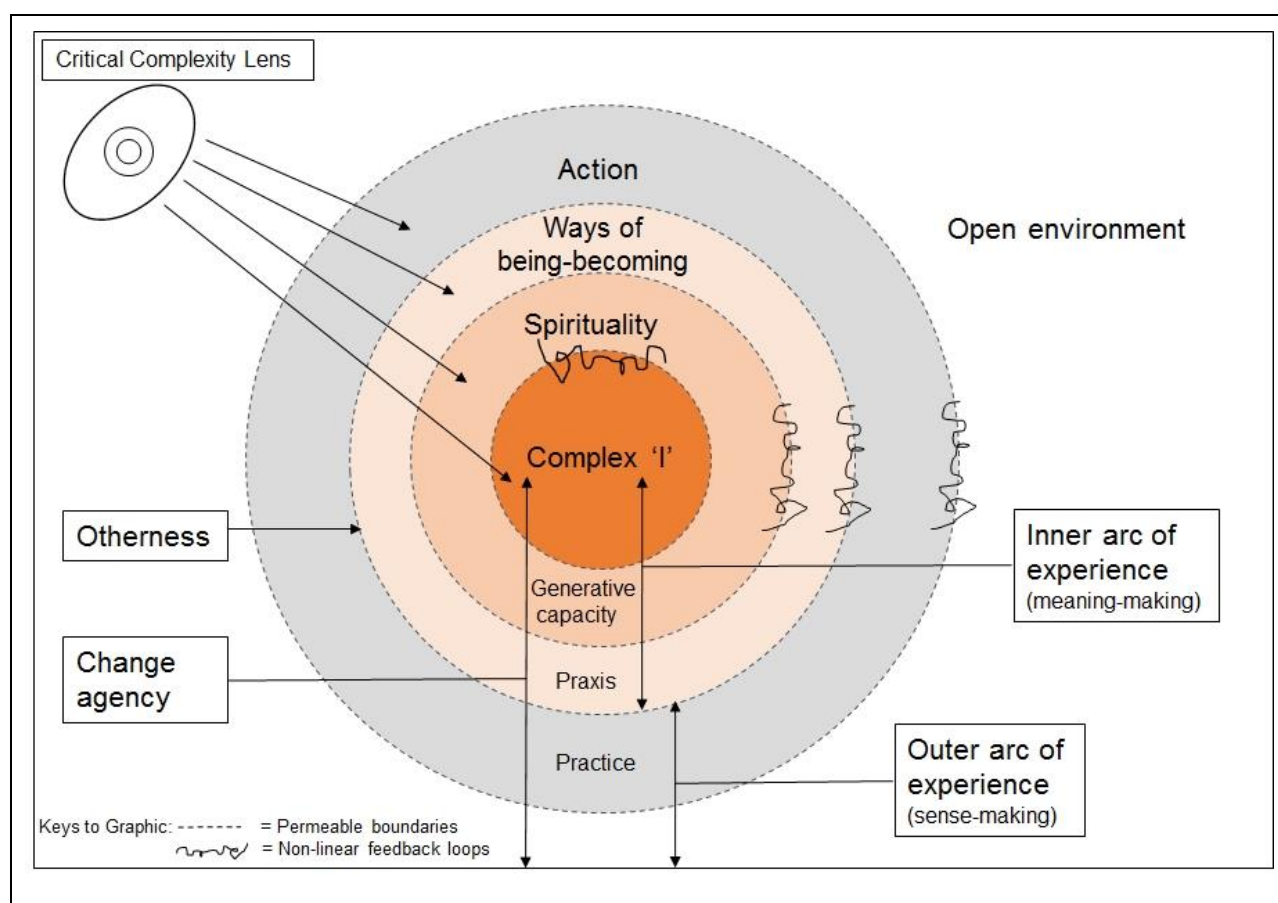 Critical Complexity Lens
Action
Ways of
being-becoming
Open environment
Spirituality
Complex ‘I’
Otherness
Inner arc of
experience
(meaning-making)
Generative
capacity
Change
agency
Praxis
Practice
Outer arc of
experience
(sense-making)
Keys to Graphic: ------- = Permeable boundaries
= Non-linear feedback loops